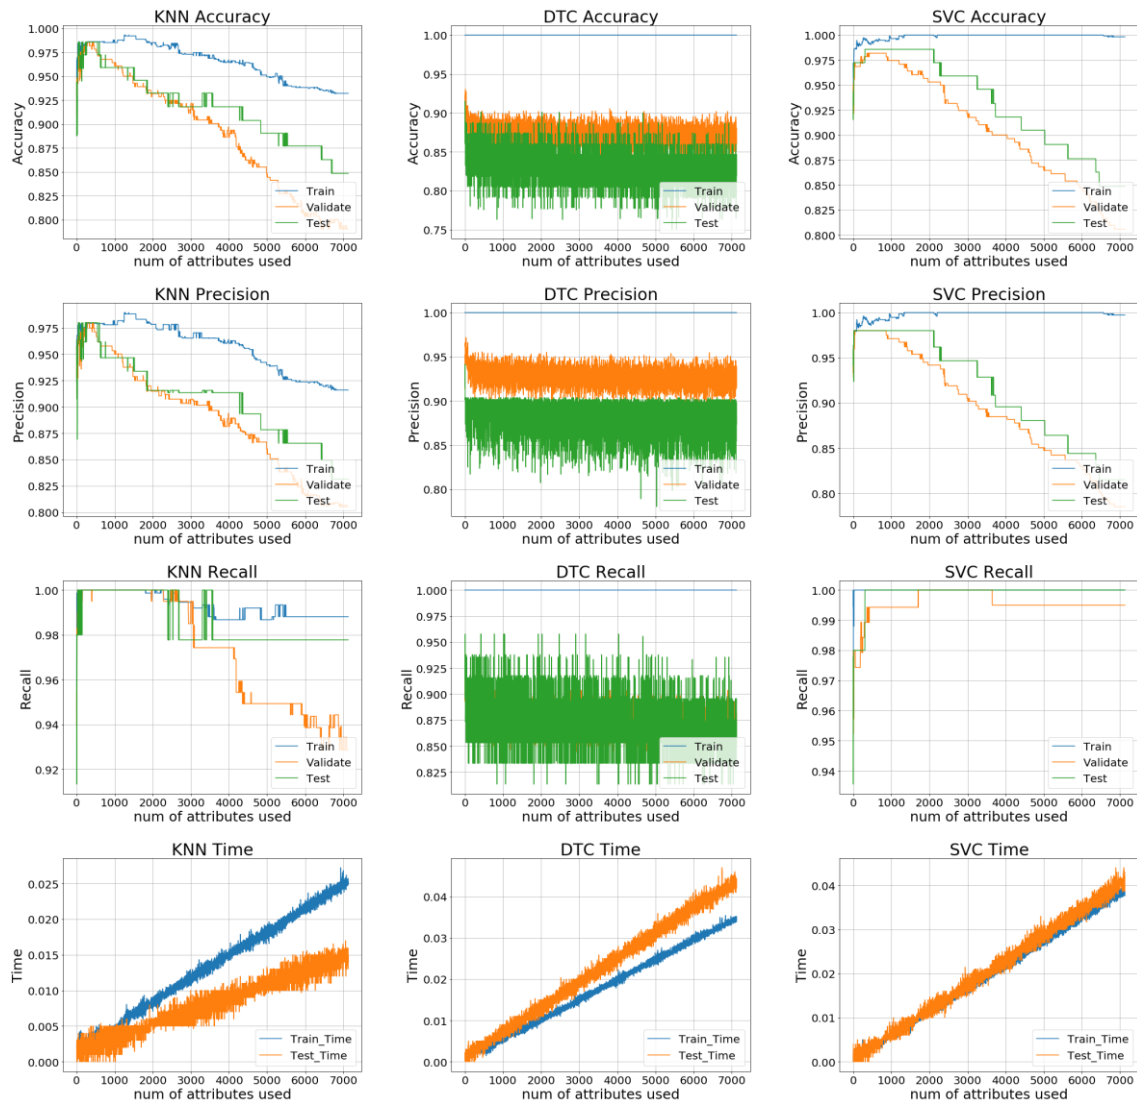 KNN Accuracy
Accuracy
1.000
0.975
0.950
0.925
0.900
0.875
0.850
0.825
0.800
Train
Validate
Test
0 1000 2000 3000 4000 5000 6000 7000
num of attributes used
DTC Accuracy
Accuracy
1.00
0.95
0.90
0.85
0.80
0.75
Train
Validate
Test
0 1000 2000 3000 4000 5000 6000 7000
num of attributes used
SVC Accuracy
Accuracy
1.000
0.975
0.950
0.925
0.900
0.875
0.850
0.825
0.800
Train
Validate
Test
0 1000 2000 3000 4000 5000 6000 7000
num of attributes used
KNN Precision
Precision
0.975
0.950
0.925
0.900
0.875
0.850
0.825
0.800
Train
Validate
Test
0 1000 2000 3000 4000 5000 6000 7000
num of attributes used
DTC Precision
Precision
1.00
0.95
0.90
0.85
0.80
Train
Validate
Test
0 1000 2000 3000 4000 5000 6000 7000
num of attributes used
SVC Precision
Precision
1.00
0.95
0.90
0.85
0.80
Train
Validate
Test
0 1000 2000 3000 4000 5000 6000 7000
num of attributes used
KNN Recall
Recall
1.00
0.98
0.96
0.94
0.92
Train
Validate
Test
0 1000 2000 3000 4000 5000 6000 7000
num of attributes used
DTC Recall
Recall
1.000
0.975
0.950
0.925
0.900
0.875
0.850
0.825
Train
Validate
Test
0 1000 2000 3000 4000 5000 6000 7000
num of attributes used
SVC Recall
Recall
1.00
0.99
0.98
0.97
0.96
0.95
0.94
Train
Validate
Test
0 1000 2000 3000 4000 5000 6000 7000
num of attributes used
KNN Time
Time
0.025
0.020
0.015
0.010
0.005
0.000
Train_Time
Test_Time
0 1000 2000 3000 4000 5000 6000 7000
num of attributes used
DTC Time
Time
0.04
0.03
0.02
0.01
0.00
Train_Time
Test_Time
0 1000 2000 3000 4000 5000 6000 7000
num of attributes used
SVC Time
Time
0.04
0.03
0.02
0.01
0.00
Train_Time
Test_Time
0 1000 2000 3000 4000 5000 6000 7000
num of attributes used